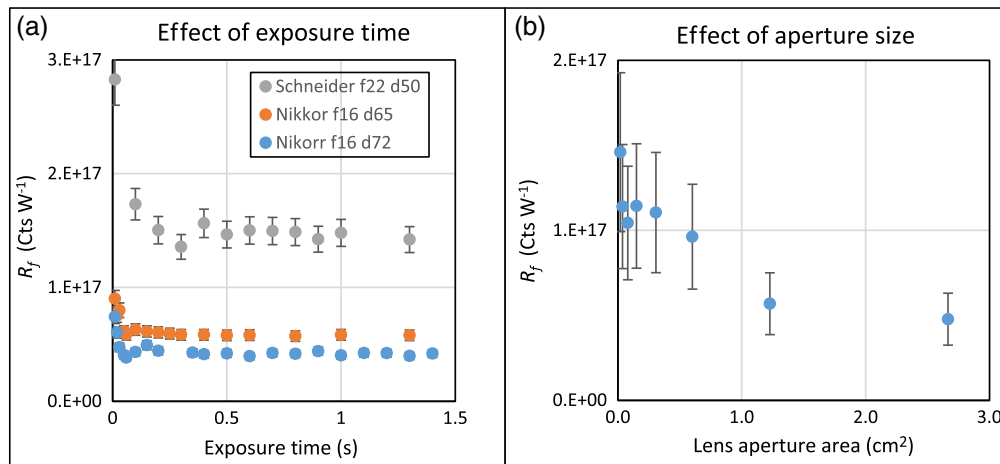 (a)
Effect of exposure time
3.E+17
2.E+17
1.E+17
0.E+00
R_f (Cts W⁻¹)
Schneider f22 d50
Nikkor f16 d65
Nikorr f16 d72
0
0.5
1
1.5
Exposure time (s)
(b)
Effect of aperture size
2.E+17
1.E+17
0.E+00
R_f (Cts W⁻¹)
0.0
1.0
2.0
3.0
Lens aperture area (cm²)